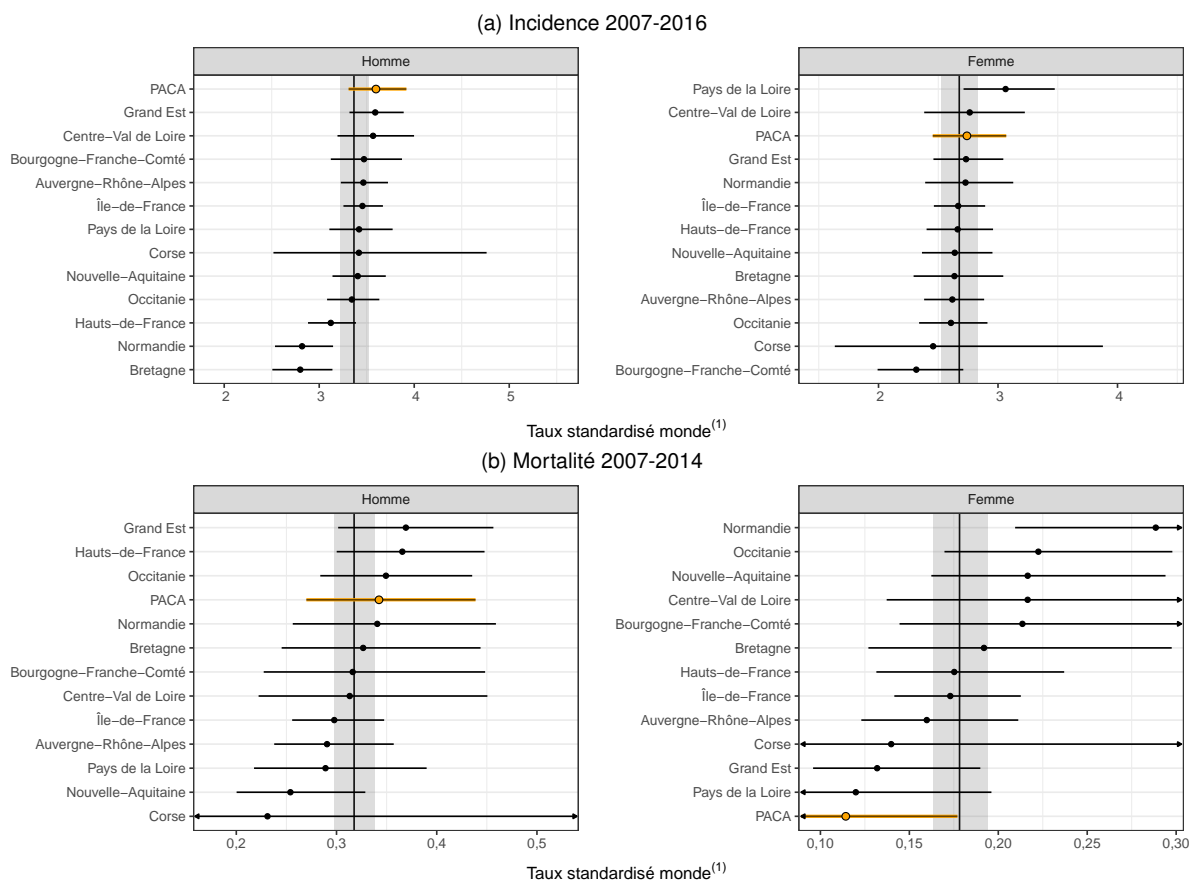 (a) Incidence 2007-2016
Homme
PACA
Grand Est
Centre−Val de Loire
Bourgogne−Franche−Comté
Auvergne−Rhône−Alpes
Île−de−France
Pays de la Loire
Corse
Nouvelle−Aquitaine
Occitanie
Hauts−de−France
Normandie
Bretagne
2 3 4 5
Femme
Pays de la Loire
Centre−Val de Loire
PACA
Grand Est
Normandie
Île−de−France
Hauts−de−France
Nouvelle−Aquitaine
Bretagne
Auvergne−Rhône−Alpes
Occitanie
Corse
Bourgogne−Franche−Comté
2 3 4
Taux standardisé monde(1)
(b) Mortalité 2007-2014
Homme
Grand Est
Hauts−de−France
Occitanie
PACA
Normandie
Bretagne
Bourgogne−Franche−Comté
Centre−Val de Loire
Île−de−France
Auvergne−Rhône−Alpes
Pays de la Loire
Nouvelle−Aquitaine
Corse
0,2 0,3 0,4 0,5
Femme
Normandie
Occitanie
Nouvelle−Aquitaine
Centre−Val de Loire
Bourgogne−Franche−Comté
Bretagne
Hauts−de−France
Île−de−France
Auvergne−Rhône−Alpes
Corse
Grand Est
Pays de la Loire
PACA
0,10 0,15 0,20 0,25 0,30
Taux standardisé monde(1)